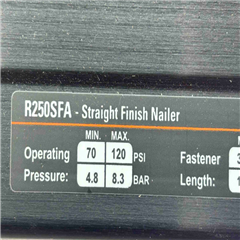 R250SFA - Straight Finish Nailer
MIN. MAX.
Operating 70 120 PSI Fastener
Pressure: 4.8 8.3 BAR Length: